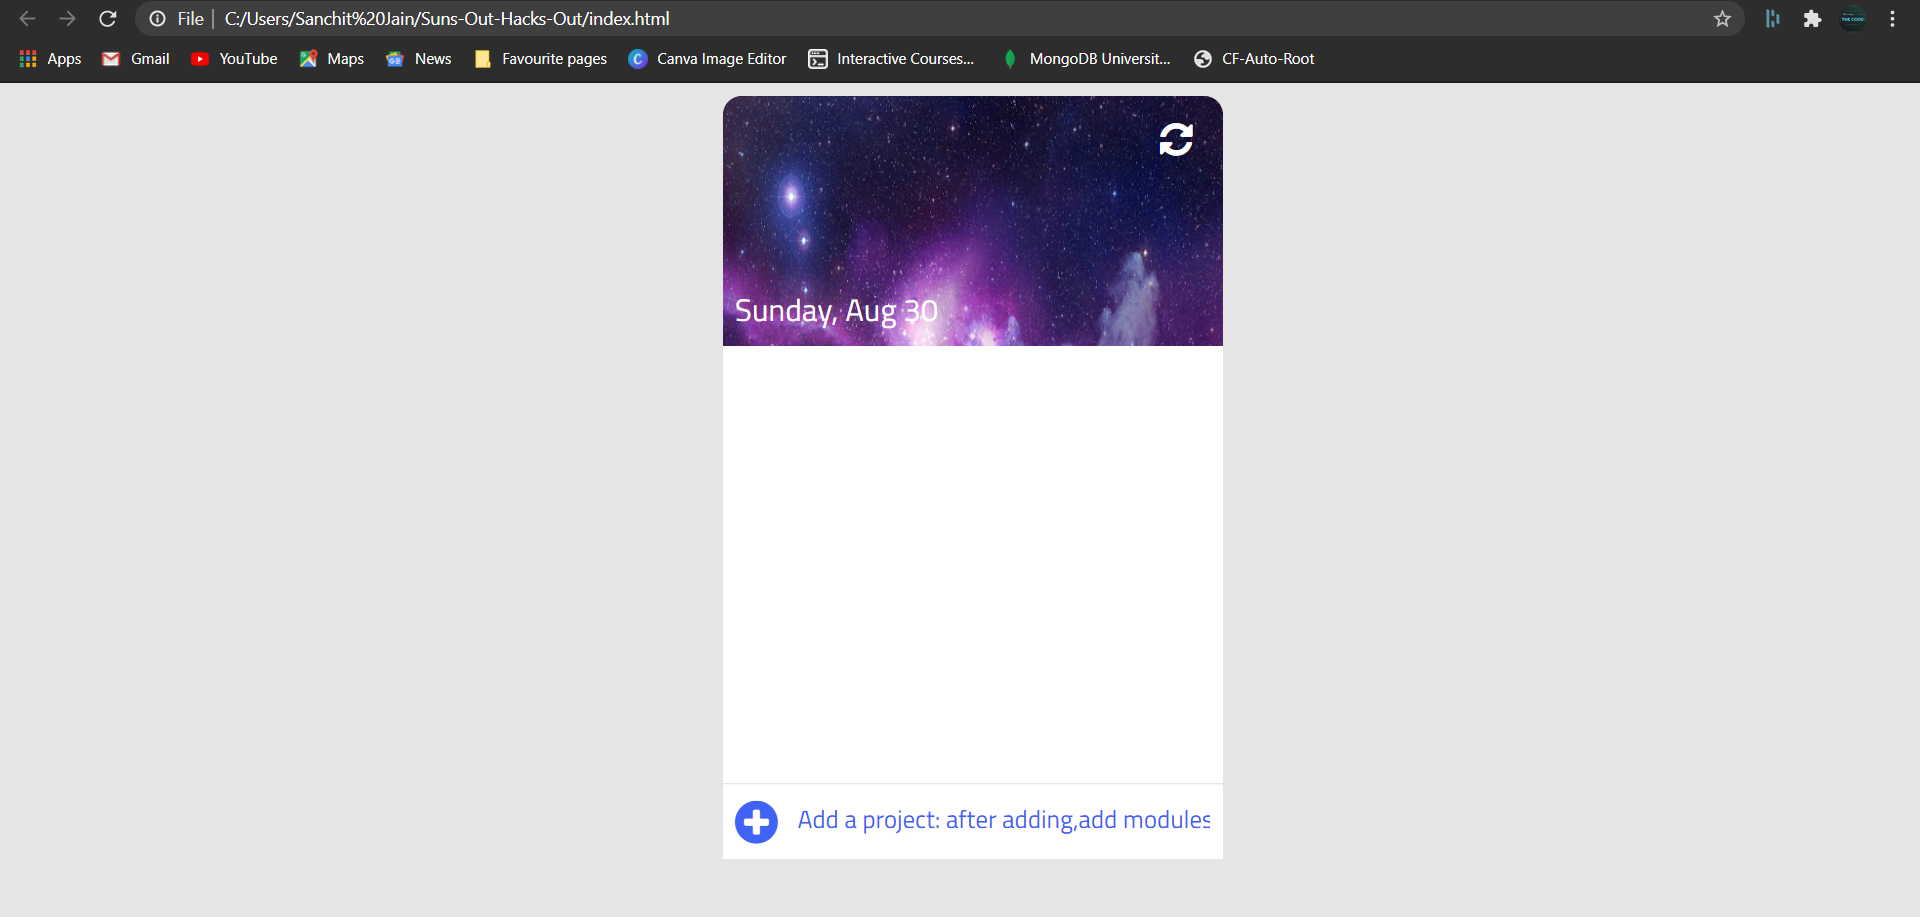 File | C:/Users/Sanchit%20Jain/Suns-Out-Hacks-Out/index.html
Apps Gmail YouTube Maps News Favourite pages Canva Image Editor Interactive Courses... MongoDB Universit... CF-Auto-Root
Sunday, Aug 30
Add a project: after adding,add modules